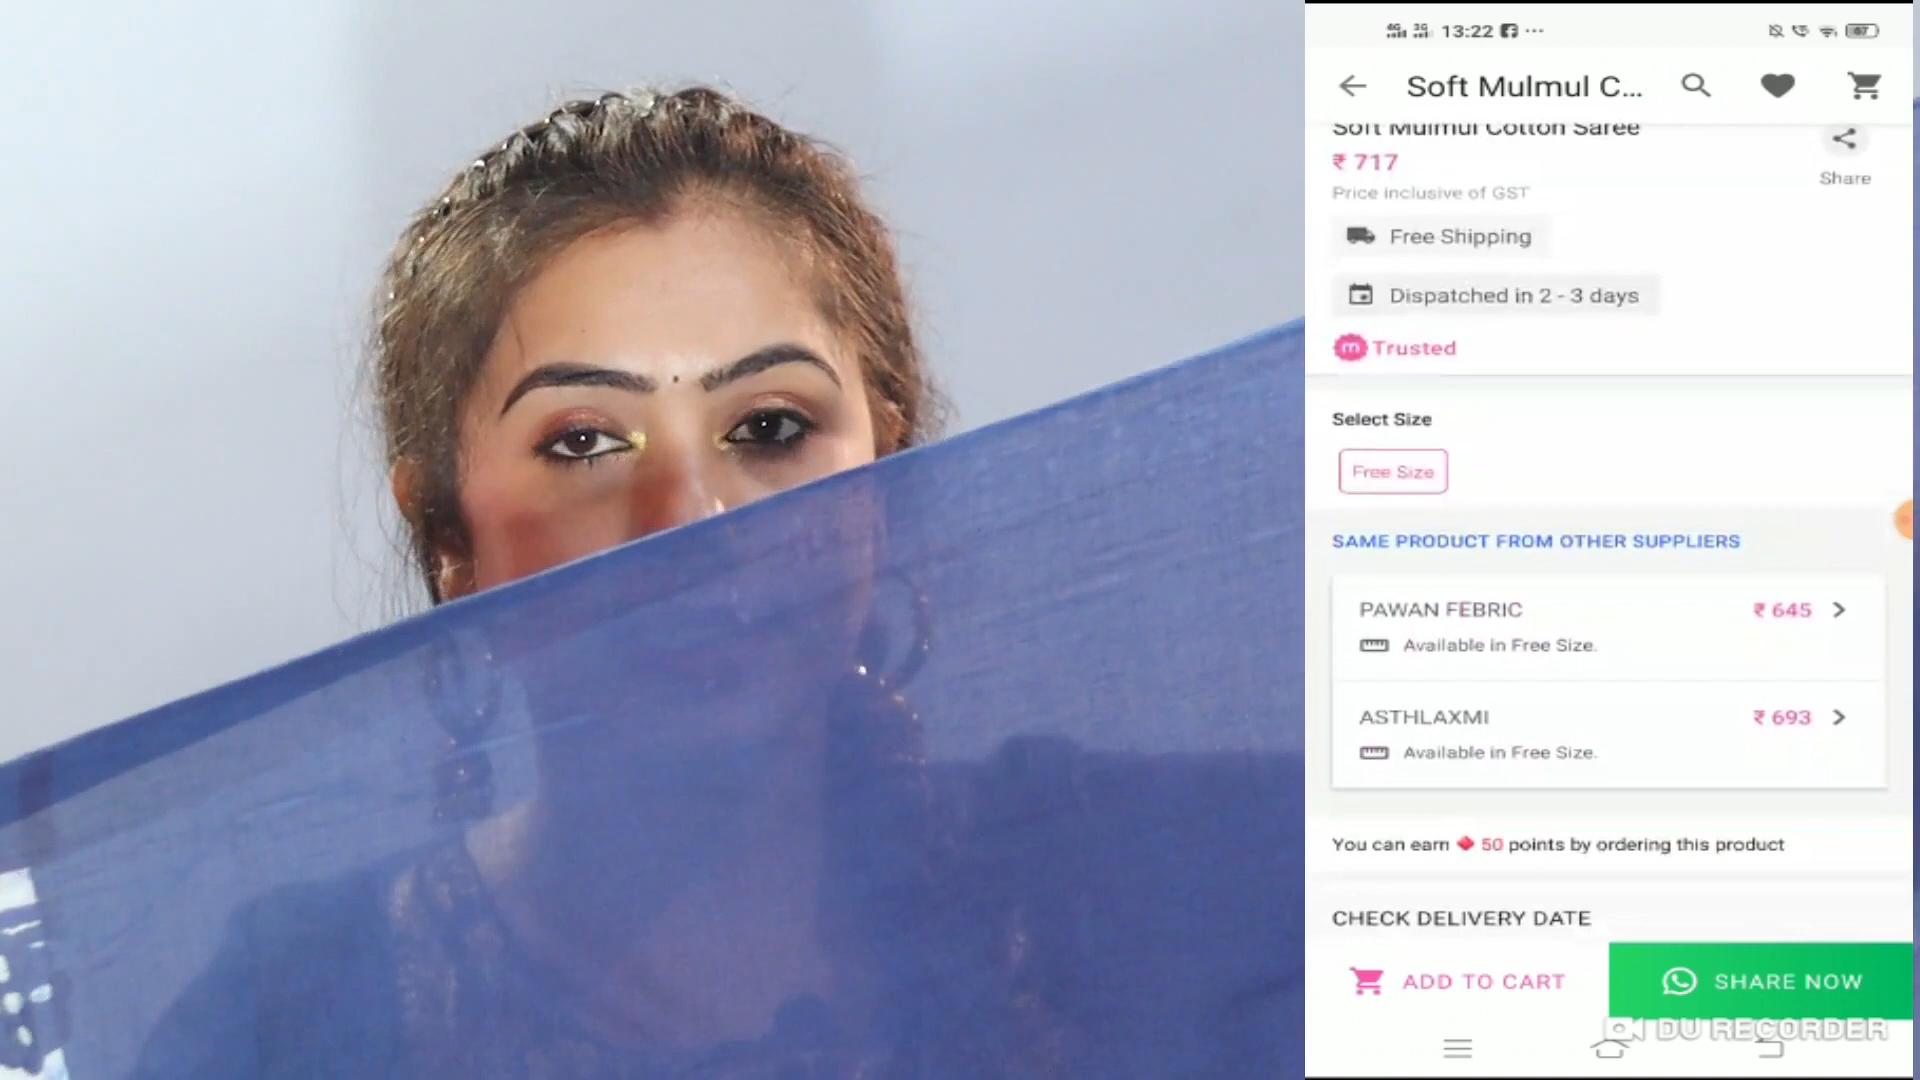 4G 3G 13:22 ...
67
Soft Mulmul C...
Soft Mulmul Cotton Saree
₹ 717
Share
Price inclusive of GST
Free Shipping
Dispatched in 2 - 3 days
m Trusted
Select Size
Free Size
SAME PRODUCT FROM OTHER SUPPLIERS
PAWAN FEBRIC ₹ 645
Available in Free Size.
ASTHLAXMI ₹ 693
Available in Free Size.
You can earn 50 points by ordering this product
CHECK DELIVERY DATE
ADD TO CART SHARE NOW
DU RECORDER